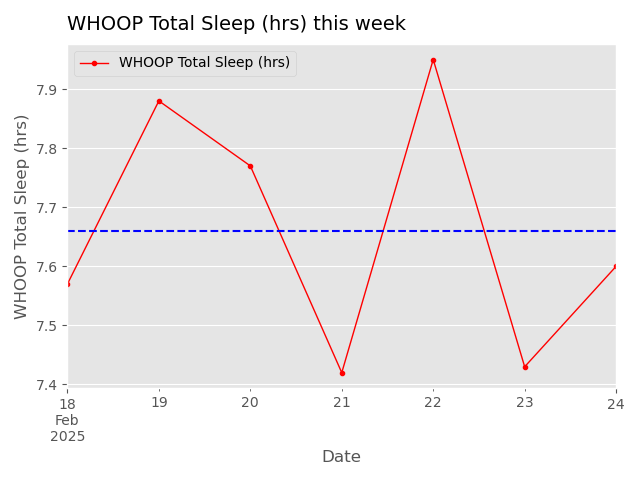 WHOOP Total Sleep (hrs) this week
WHOOP Total Sleep (hrs)
WHOOP Total Sleep (hrs)
7.9
7.8
7.7
7.6
7.5
7.4
18 19 20 21 22 23 24
Feb
2025
Date